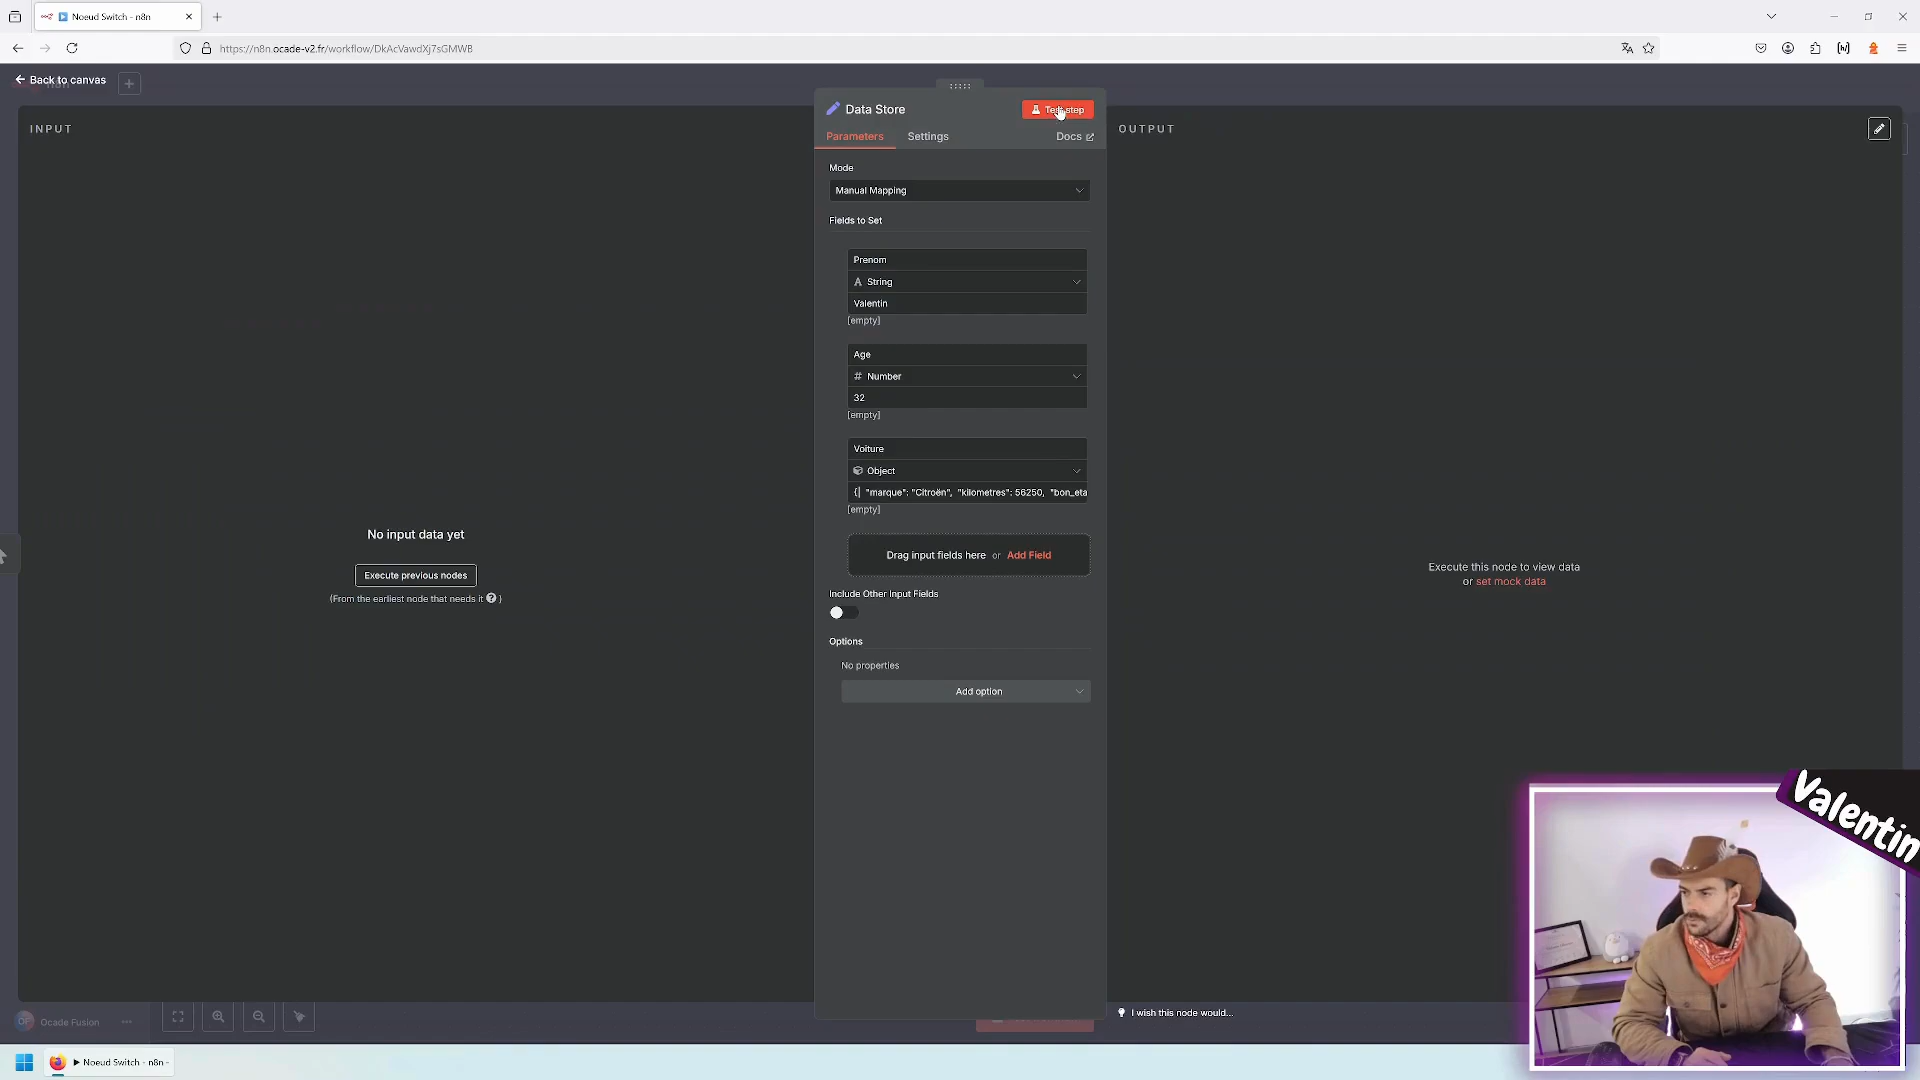 Noeud Switch - n8n
https://n8n.ocade-v2.fr/workflow/DkAcVawdXj7sGMWB
Back to canvas
INPUT
Data Store
Test step
OUTPUT
Parameters
Settings
Docs
Mode
Manual Mapping
Fields to Set
Prenom
String
Valentin
[empty]
Age
Number
32
[empty]
Voiture
Object
{ "marque": "Citroën", "kilometres": 56250, "bon_eta
[empty]
No input data yet
Execute previous nodes
(From the earliest node that needs it ? )
Drag input fields here or Add Field
Execute this node to view data
or set mock data
Include Other Input Fields
Options
No properties
Add option
Valentin
I wish this node would...
OF Ocade Fusion
Noeud Switch - n8n -